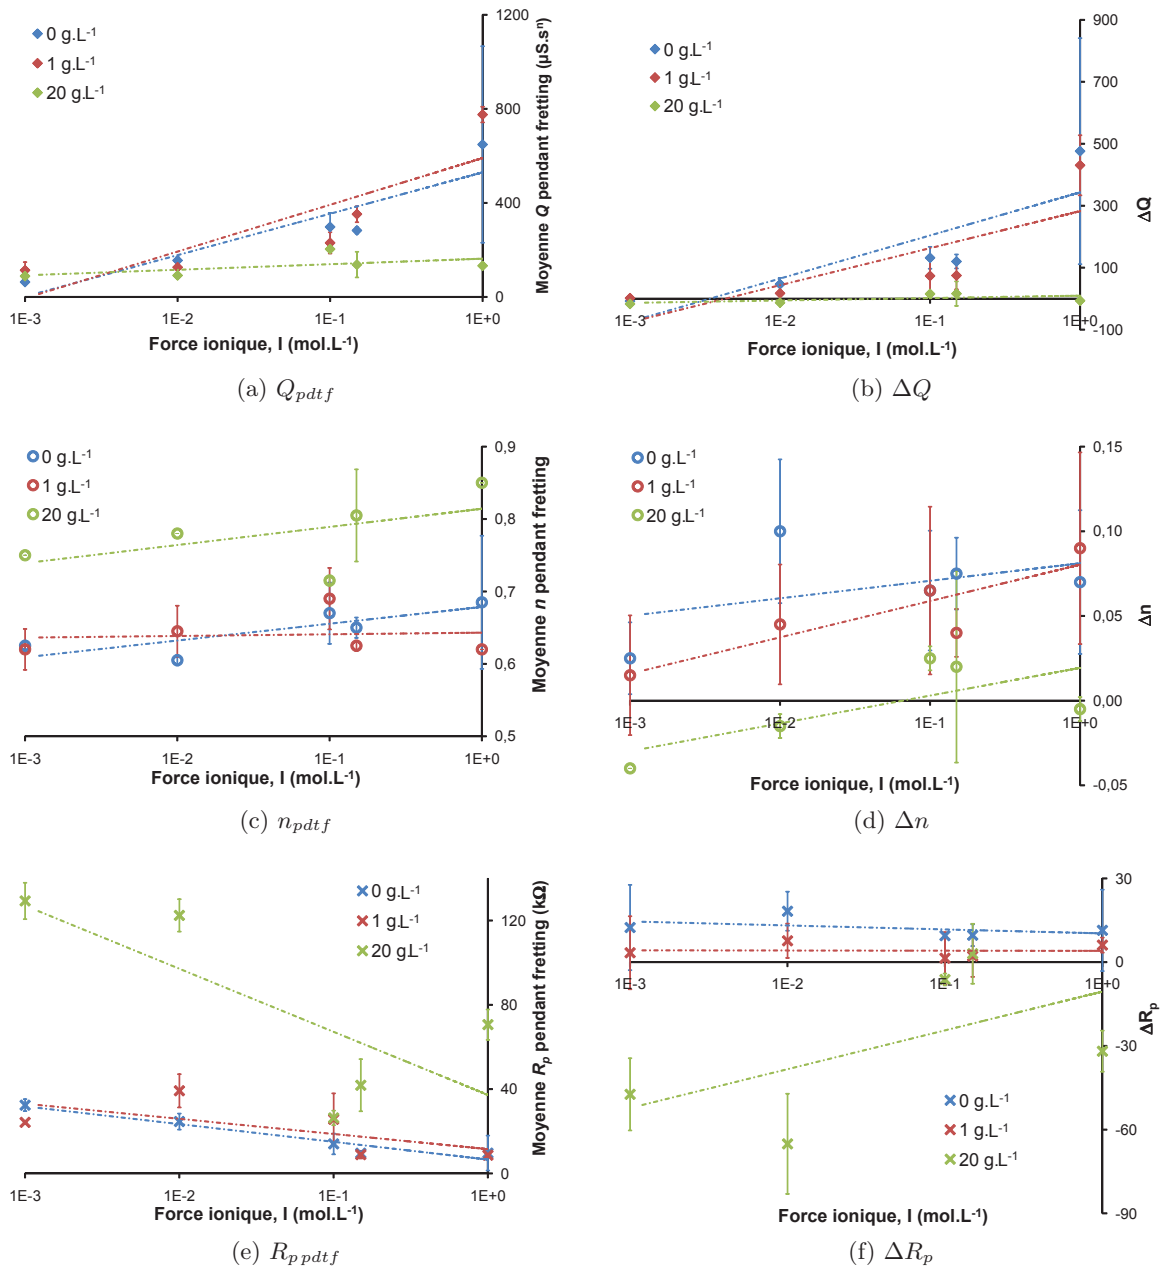 0 g.L⁻¹
1 g.L⁻¹
20 g.L⁻¹
1200
800
400
0
Moyenne Q pendant fretting (µS.sⁿ)
1E-3 1E-2 1E-1 1E+0
Force ionique, I (mol.L⁻¹)
(a) Q_pdtf
0 g.L⁻¹
1 g.L⁻¹
20 g.L⁻¹
900
700
500
300
100
-100
ΔQ
1E-3 1E-2 1E-1 1E+0
Force ionique, I (mol.L⁻¹)
(b) ΔQ
0 g.L⁻¹
1 g.L⁻¹
20 g.L⁻¹
0,9
0,8
0,7
0,6
0,5
Moyenne n pendant fretting
1E-3 1E-2 1E-1 1E+0
Force ionique, I (mol.L⁻¹)
(c) n_pdtf
0 g.L⁻¹
1 g.L⁻¹
20 g.L⁻¹
0,15
0,10
0,05
0,00
-0,05
Δn
1E-3 1E-2 1E-1 1E+0
Force ionique, I (mol.L⁻¹)
(d) Δn
0 g.L⁻¹
1 g.L⁻¹
20 g.L⁻¹
120
80
40
0
Moyenne R_p pendant fretting (kΩ)
1E-3 1E-2 1E-1 1E+0
Force ionique, I (mol.L⁻¹)
(e) R_p pdtf
30
0
-30
-60
-90
ΔR_p
1E-3 1E-2 1E-1 1E+0
0 g.L⁻¹
1 g.L⁻¹
20 g.L⁻¹
Force ionique, I (mol.L⁻¹)
(f) ΔR_p